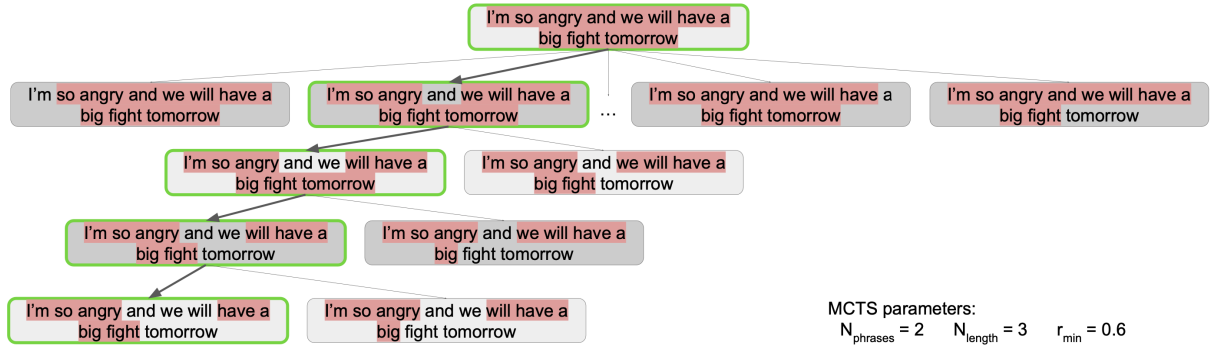 I'm so angry and we will have a
big fight tomorrow
I'm so angry and we will have a
big fight tomorrow
I'm so angry and we will have a
big fight tomorrow
...
I'm so angry and we will have a
big fight tomorrow
I'm so angry and we will have a
big fight tomorrow
I'm so angry and we will have a
big fight tomorrow
I'm so angry and we will have a
big fight tomorrow
I'm so angry and we will have a
big fight tomorrow
I'm so angry and we will have a
big fight tomorrow
I'm so angry and we will have a
big fight tomorrow
I'm so angry and we will have a
big fight tomorrow
MCTS parameters:
Nphrases = 2 Nlength = 3 rmin = 0.6